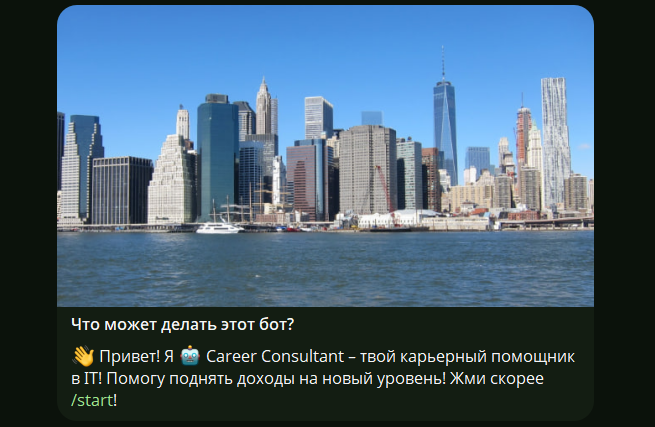 Что может делать этот бот?
👋 Привет! Я 🤖 Career Consultant – твой карьерный помощник
в IT! Помогу поднять доходы на новый уровень! Жми скорее
/start!